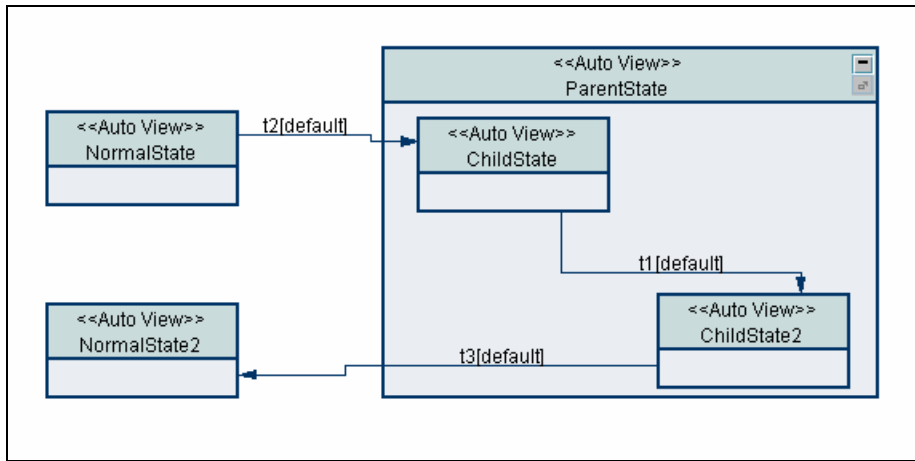 <<Auto View>>
ParentState
<<Auto View>>
NormalState
t2[default]
<<Auto View>>
ChildState
t1[default]
<<Auto View>>
NormalState2
<<Auto View>>
ChildState2
t3[default]